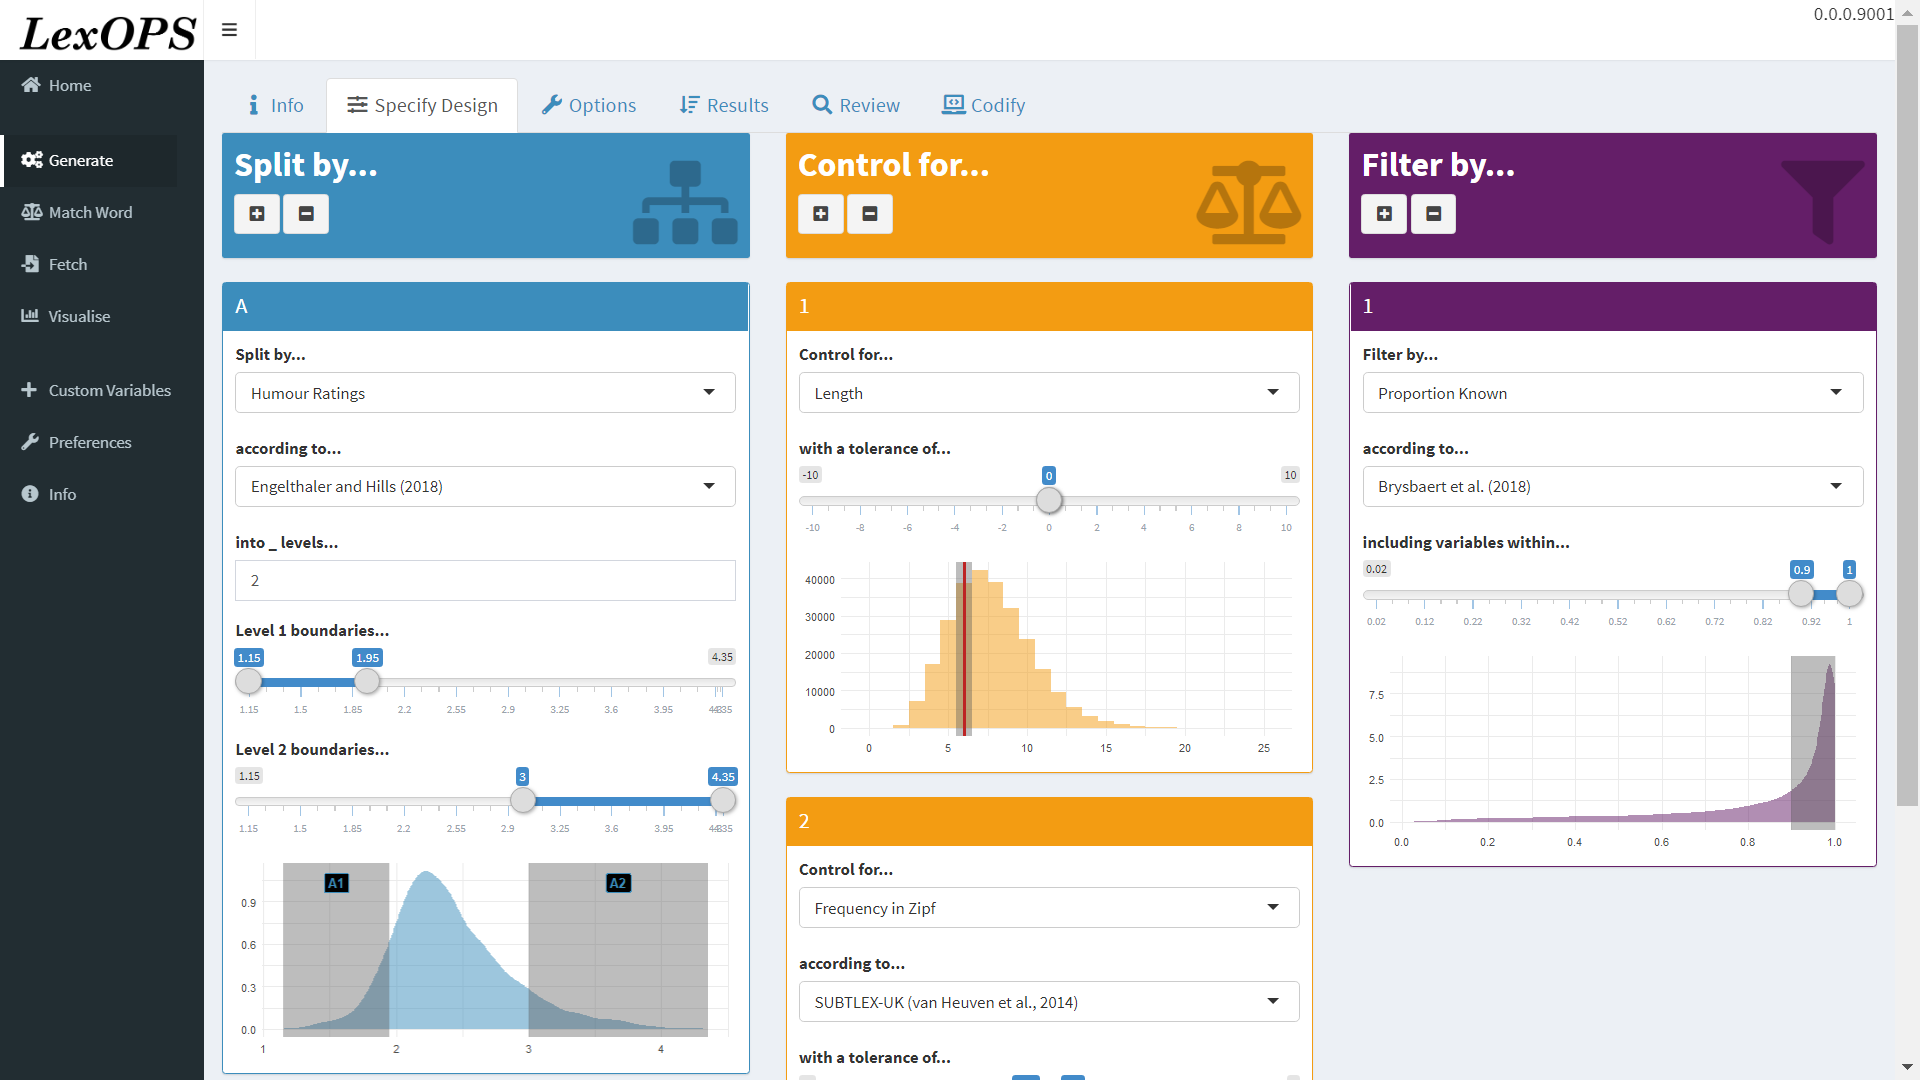 LexOPS
0.0.0.9001
Home
Generate
Match Word
Fetch
Visualise
Custom Variables
Preferences
Info
Info
Specify Design
Options
Results
Review
Codify
Split by...
A
Split by...
Humour Ratings
according to...
Engelthaler and Hills (2018)
into _ levels...
2
Level 1 boundaries...
1.15 1.95 4.35
1.15 1.5 1.85 2.2 2.55 2.9 3.25 3.6 3.95
Level 2 boundaries...
1.15 3 4.35
1.15 1.5 1.85 2.2 2.55 2.9 3.25 3.6 3.95
A1 A2
0.9
0.6
0.3
0.0
1 2 3 4
Control for...
1
Control for...
Length
with a tolerance of...
-10 0 10
-10 -8 -6 -4 -2 0 2 4 6 8 10
40000
30000
20000
10000
0
0 5 10 15 20 25
2
Control for...
Frequency in Zipf
according to...
SUBTLEX-UK (van Heuven et al., 2014)
with a tolerance of...
Filter by...
1
Filter by...
Proportion Known
according to...
Brysbaert et al. (2018)
including variables within...
0.02 0.9 1
0.02 0.12 0.22 0.32 0.42 0.52 0.62 0.72 0.82 0.92 1
7.5
5.0
2.5
0.0
0.0 0.2 0.4 0.6 0.8 1.0